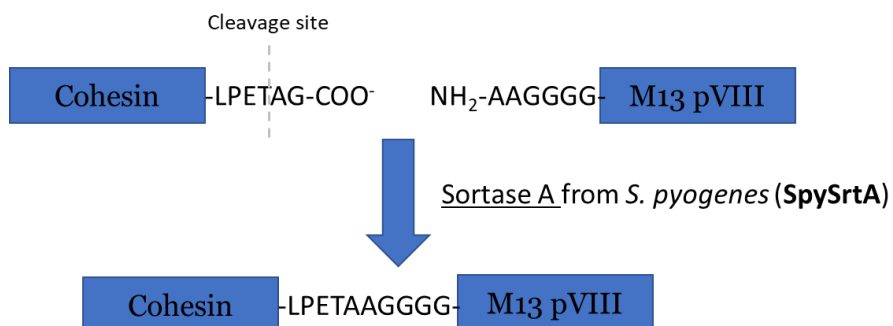 Cleavage site
Cohesin -LPETAG-COO⁻ NH₂-AAGGGG- M13 pVIII
Sortase A from S. pyogenes (SpySrtA)
Cohesin -LPETAAGGGG- M13 pVIII